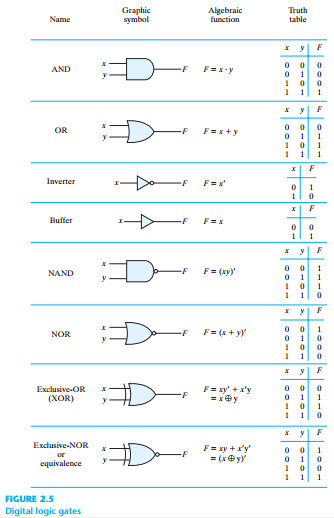 Name Graphic symbol Algebraic function Truth table
AND x y F F = x · y
x y F
0 0 0
0 1 0
1 0 0
1 1 1
OR x y F F = x + y
x y F
0 0 0
0 1 1
1 0 1
1 1 1
Inverter x F F = x'
x F
0 1
1 0
Buffer x F F = x
x F
0 0
1 1
NAND x y F F = (xy)'
x y F
0 0 1
0 1 1
1 0 1
1 1 0
NOR x y F F = (x + y)'
x y F
0 0 1
0 1 0
1 0 0
1 1 0
Exclusive-OR (XOR) x y F F = xy' + x'y
= x ⊕ y
x y F
0 0 0
0 1 1
1 0 1
1 1 0
Exclusive-NOR or equivalence x y F F = xy + x'y'
= (x ⊕ y)'
x y F
0 0 1
0 1 0
1 0 0
1 1 1
FIGURE 2.5
Digital logic gates